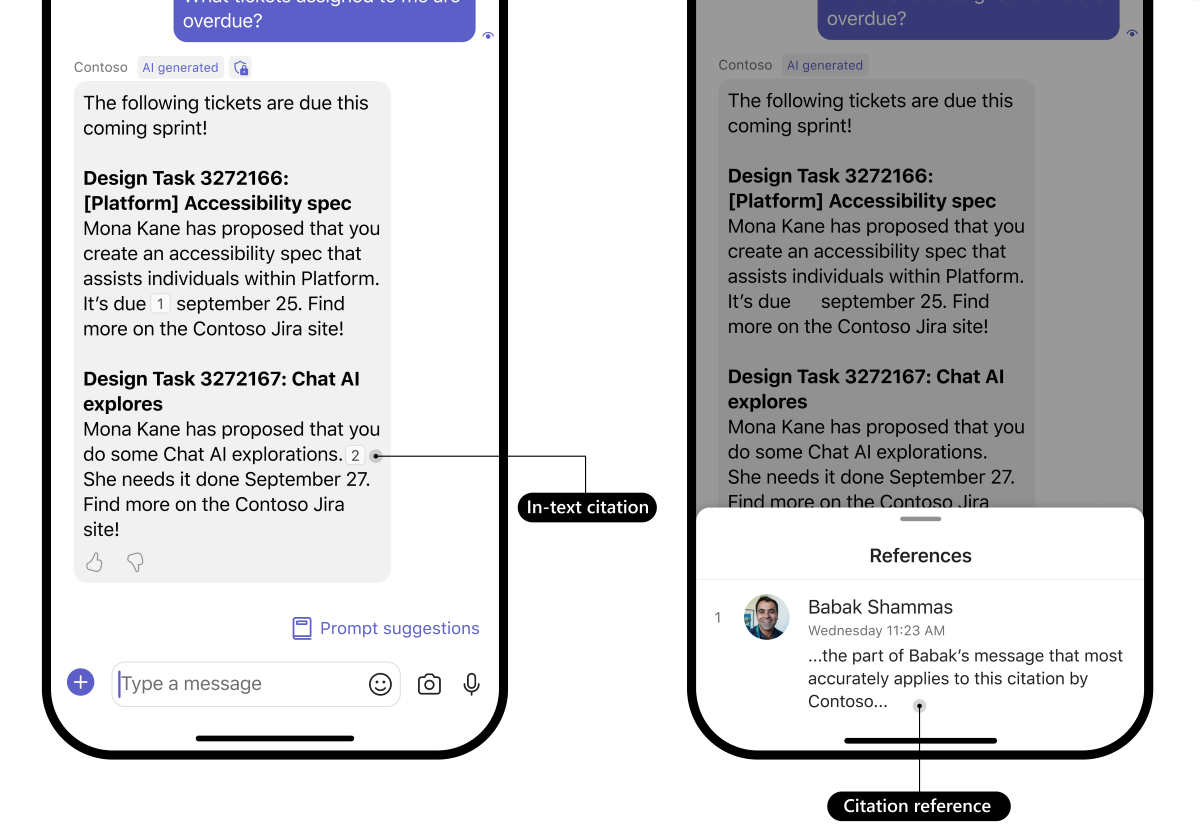 What tickets assigned to me are
overdue?
Contoso AI generated
The following tickets are due this
coming sprint!
Design Task 3272166:
[Platform] Accessibility spec
Mona Kane has proposed that you
create an accessibility spec that
assists individuals within Platform.
It’s due 1 september 25. Find
more on the Contoso Jira site!
Design Task 3272167: Chat AI
explores
Mona Kane has proposed that you
do some Chat AI explorations. 2
She needs it done September 27.
Find more on the Contoso Jira
site!
Prompt suggestions
Type a message
In-text citation
overdue?
Contoso AI generated
The following tickets are due this
coming sprint!
Design Task 3272166:
[Platform] Accessibility spec
Mona Kane has proposed that you
create an accessibility spec that
assists individuals within Platform.
It’s due september 25. Find
more on the Contoso Jira site!
Design Task 3272167: Chat AI
explores
Mona Kane has proposed that you
do some Chat AI explorations.
She needs it done September 27.
Find more on the Contoso Jira
References
1 Babak Shammas
Wednesday 11:23 AM
...the part of Babak’s message that most
accurately applies to this citation by
Contoso...
Citation reference